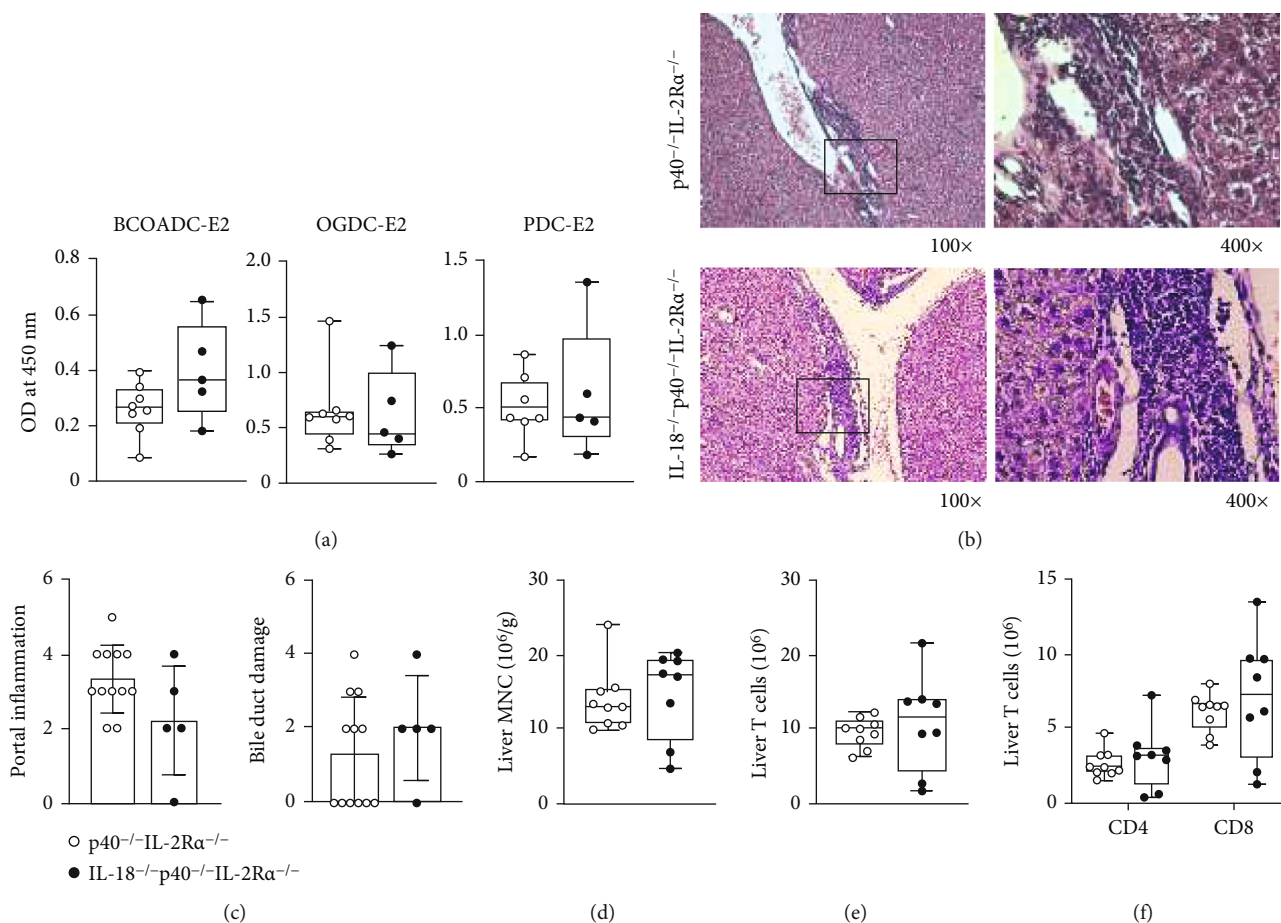 BCOADC-E2
OGDC-E2
PDC-E2
OD at 450 nm
0.8
0.6
0.4
0.2
0
2.0
1.5
1.0
0.5
0
1.5
1.0
0.5
0
(a)
p40⁻/⁻IL-2Rα⁻/⁻
100×
400×
IL-18⁻/⁻p40⁻/⁻IL-2Rα⁻/⁻
100×
400×
(b)
Portal inflammation
6
4
2
0
Bile duct damage
6
4
2
0
p40⁻/⁻IL-2Rα⁻/⁻
IL-18⁻/⁻p40⁻/⁻IL-2Rα⁻/⁻
(c)
Liver MNC (10⁶/g)
30
20
10
0
(d)
Liver T cells (10⁶)
30
20
10
0
(e)
Liver T cells (10⁶)
15
10
5
0
CD4
CD8
(f)